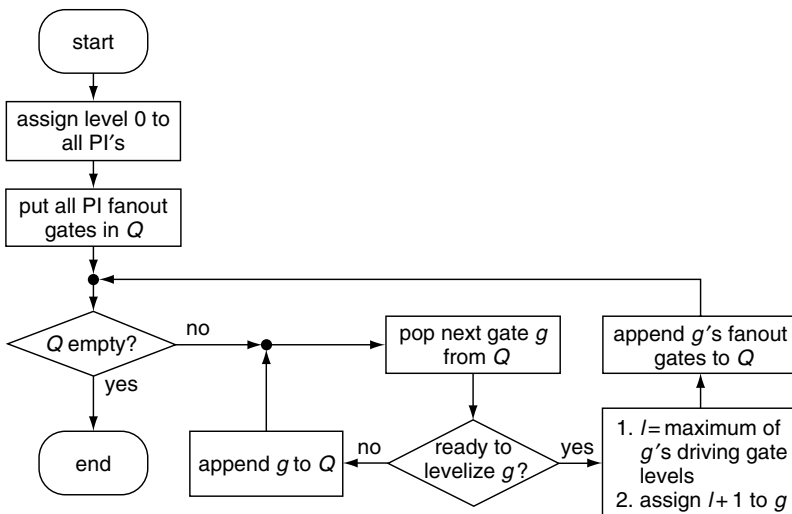 start
assign level 0 to
all PI′s
put all PI fanout
gates in Q
Q empty?
no
yes
end
pop next gate g
from Q
ready to
levelize g?
no
append g to Q
yes
1. l = maximum of
g′s driving gate
levels
2. assign l + 1 to g
append g′s fanout
gates to Q